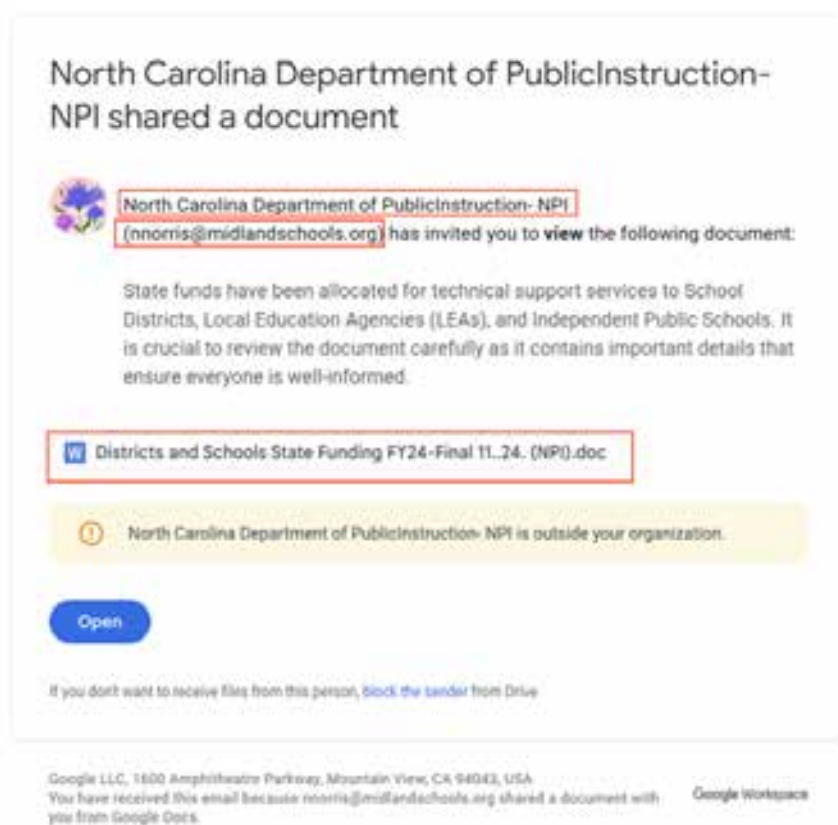 North Carolina Department of PublicInstruction-
NPI shared a document
North Carolina Department of PublicInstruction- NPI
(nnorris@midlandschools.org) has invited you to view the following document:
State funds have been allocated for technical support services to School
Districts, Local Education Agencies (LEAs), and Independent Public Schools. It
is crucial to review the document carefully as it contains important details that
ensure everyone is well-informed.
W Districts and Schools State Funding FY24-Final 11..24. (NPI).doc
North Carolina Department of PublicInstruction- NPI is outside your organization.
Open
If you don't want to receive files from this person, block the sender from Drive
Google LLC, 1600 Amphitheatre Parkway, Mountain View, CA 94043, USA
You have received this email because nnorris@midlandschools.org shared a document with
you from Google Docs.
Google Workspace